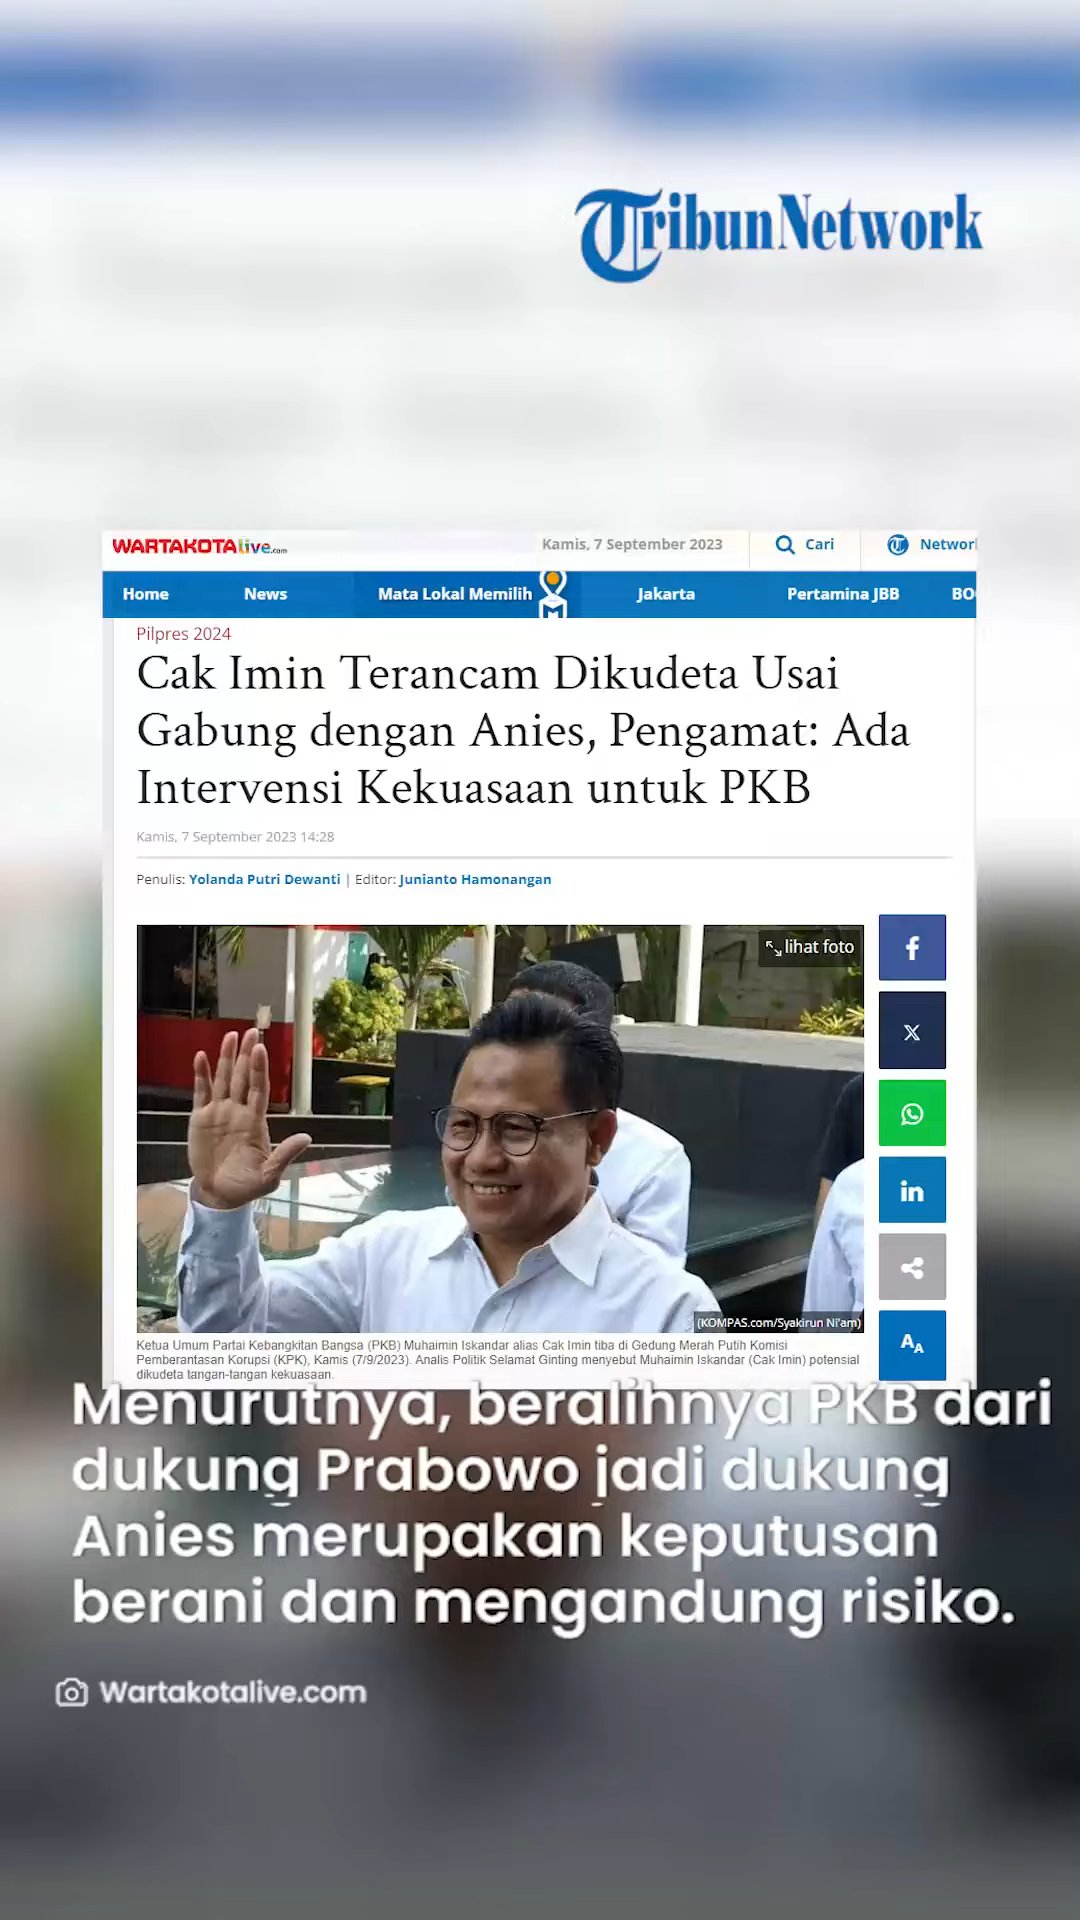 TribunNetwork
WARTAKOTAlive.com
Kamis, 7 September 2023
Cari
Networ
Home News Mata Lokal Memilih Jakarta Pertamina JBB BO
Pilpres 2024
Cak Imin Terancam Dikudeta Usai
Gabung dengan Anies, Pengamat: Ada
Intervensi Kekuasaan untuk PKB
Kamis, 7 September 2023 14:28
Penulis: Yolanda Putri Dewanti | Editor: Junianto Hamonangan
lihat foto
(KOMPAS.com/Syakirun Ni'am)
Ketua Umum Partai Kebangkitan Bangsa (PKB) Muhaimin Iskandar alias Cak Imin tiba di Gedung Merah Putih Komisi
Pemberantasan Korupsi (KPK), Kamis (7/9/2023). Analis Politik Selamat Ginting menyebut Muhaimin Iskandar (Cak Imin) potensial
dikudeta tangan-tangan kekuasaan.
Menurutnya, beralihnya PKB dari
dukung Prabowo jadi dukung
Anies merupakan keputusan
berani dan mengandung risiko.
Wartakotalive.com